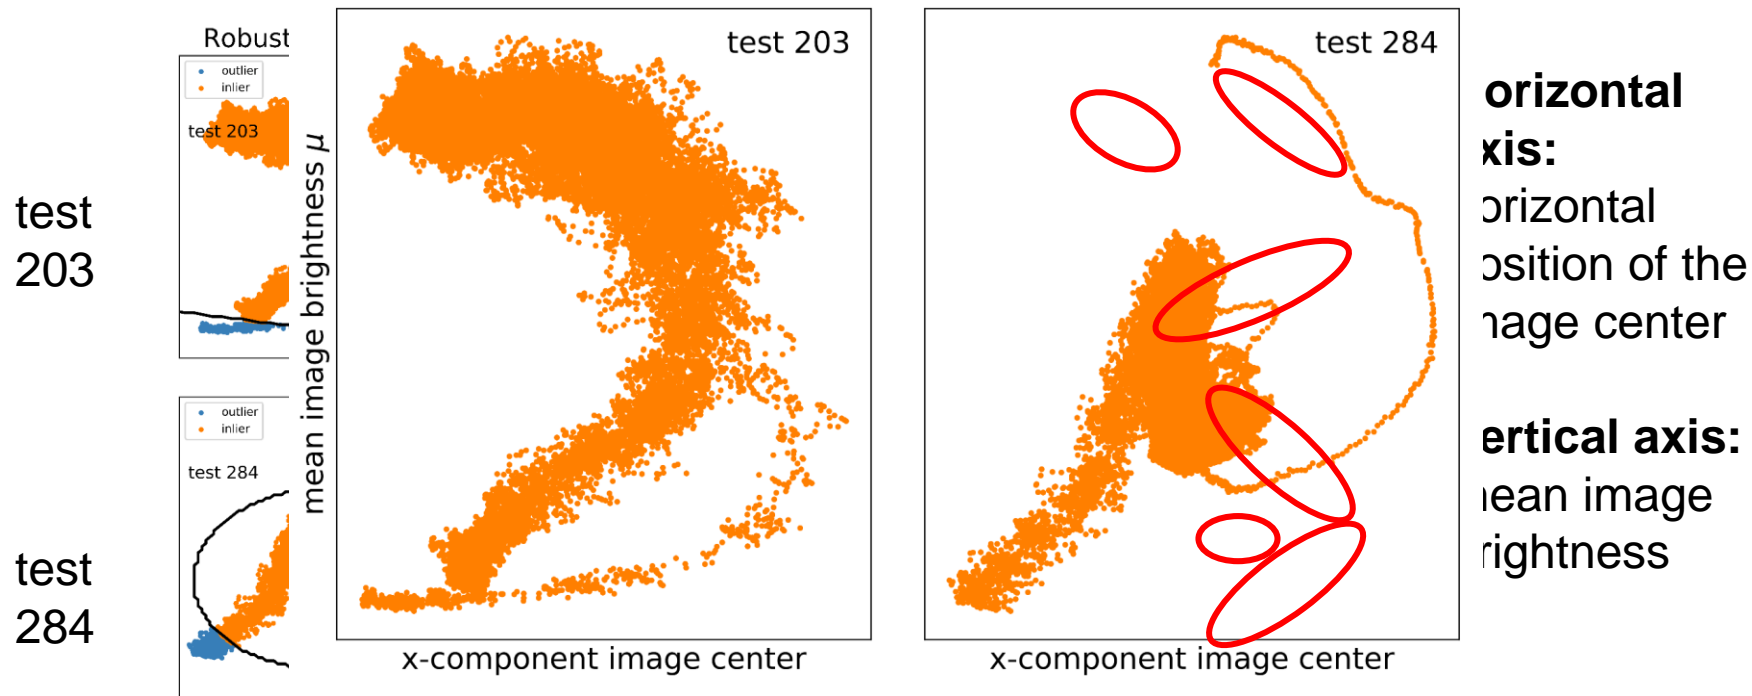 test
203
test
284
Robust
outlier
inlier
test 203
outlier
inlier
test 284
mean image brightness μ
test 203
x-component image center
test 284
x-component image center
orizontal
xis:
orizontal
osition of the
age center
ertical axis:
ean image
rightness